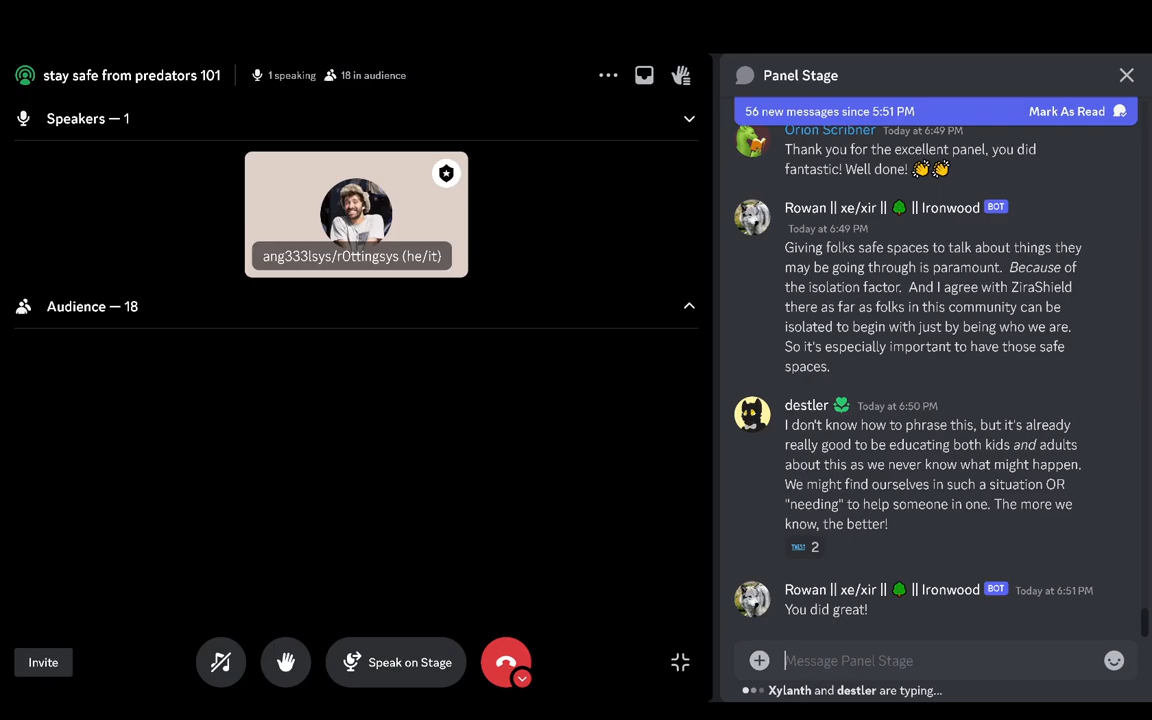 stay safe from predators 101
1 speaking
18 in audience
Speakers — 1
ang333lsys/r0ttingsys (he/it)
Audience — 18
Invite
Speak on Stage
Panel Stage
56 new messages since 5:51 PM
Mark As Read
Orion Scribner Today at 6:49 PM
Thank you for the excellent panel, you did
fantastic! Well done! 👏👏
Rowan || xe/xir || 🌳 || Ironwood BOT
Today at 6:49 PM
Giving folks safe spaces to talk about things they
may be going through is paramount. Because of
the isolation factor. And I agree with ZiraShield
there as far as folks in this community can be
isolated to begin with just by being who we are.
So it's especially important to have those safe
spaces.
destler Today at 6:50 PM
I don't know how to phrase this, but it's already
really good to be educating both kids and adults
about this as we never know what might happen.
We might find ourselves in such a situation OR
"needing" to help someone in one. The more we
know, the better!
THIS! 2
Rowan || xe/xir || 🌳 || Ironwood BOT Today at 6:51 PM
You did great!
Message Panel Stage
Xylanth and destler are typing...